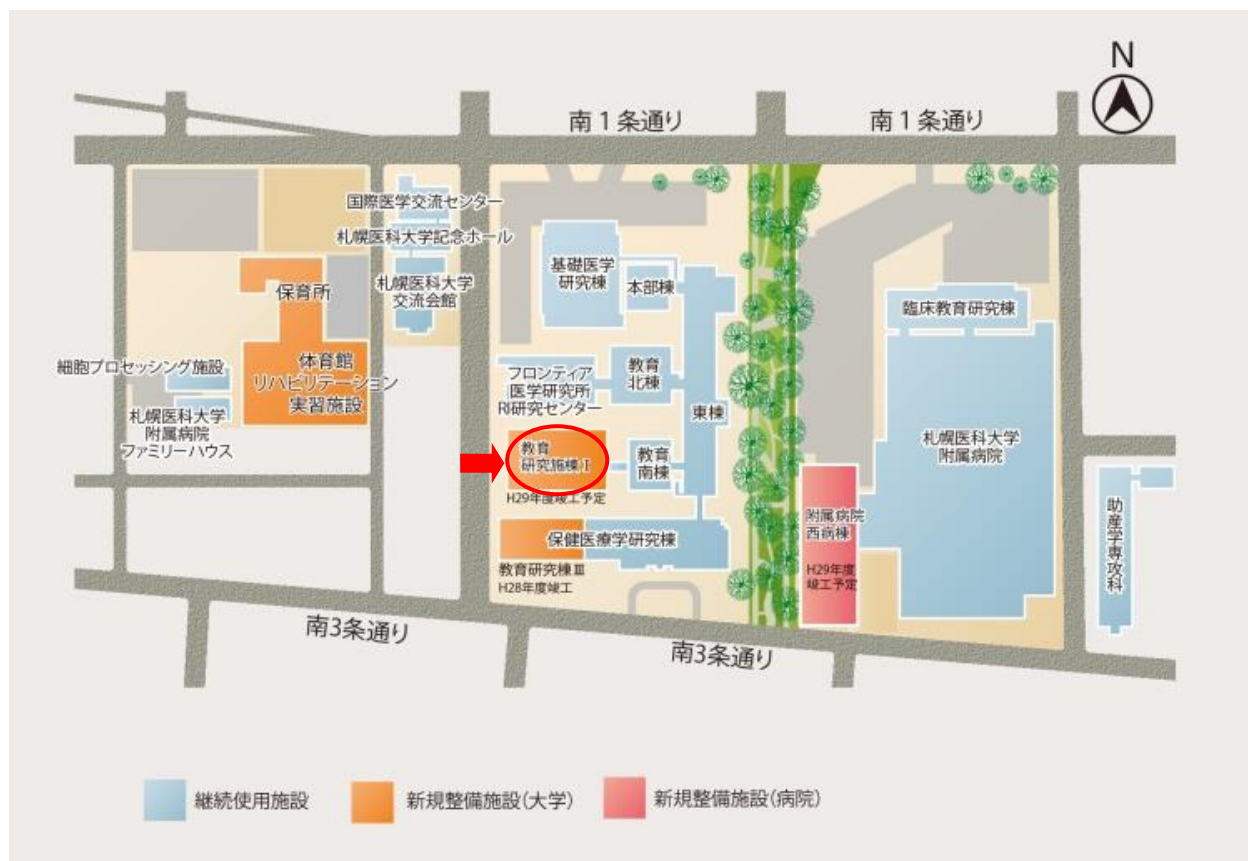 N
南1条通り
南1条通り
国際医学交流センター
札幌医科大学記念ホール
札幌医科大学
交流会館
保育所
体育館
リハビリテーション
実習施設
細胞プロセッシング施設
札幌医科大学
附属病院
ファミリーハウス
基礎医学
研究棟
本部棟
フロンティア
医学研究所
RI研究センター
教育
北棟
東棟
教育
研究施棟I
H29年度竣工予定
教育
南棟
保健医療学研究棟
教育研究棟Ⅲ
H28年度竣工
臨床教育研究棟
札幌医科大学
附属病院
附属病院
西病棟
H29年度
竣工予定
助産学専攻科
南3条通り
南3条通り
継続使用施設
新規整備施設(大学)
新規整備施設(病院)